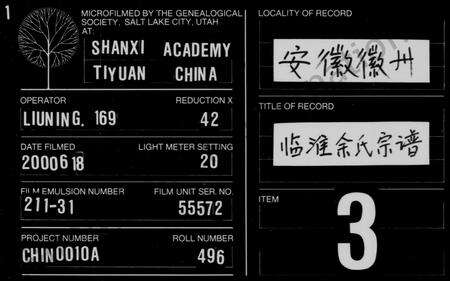 1
MICROFILMED BY THE GENEALOGICAL
SOCIETY, SALT LAKE CITY, UTAH
AT:
SHANXI ACADEMY
TIYUAN CHINA
OPERATOR REDUCTION X
LIUNING. 169 42
DATE FILMED LIGHT METER SETTING
2000618 20
FILM EMULSION NUMBER FILM UNIT SER. NO.
211-31 55572
PROJECT NUMBER ROLL NUMBER
CHIN0010A 496
LOCALITY OF RECORD
安徽徽州
TITLE OF RECORD
临淮余氏宗谱
ITEM
3